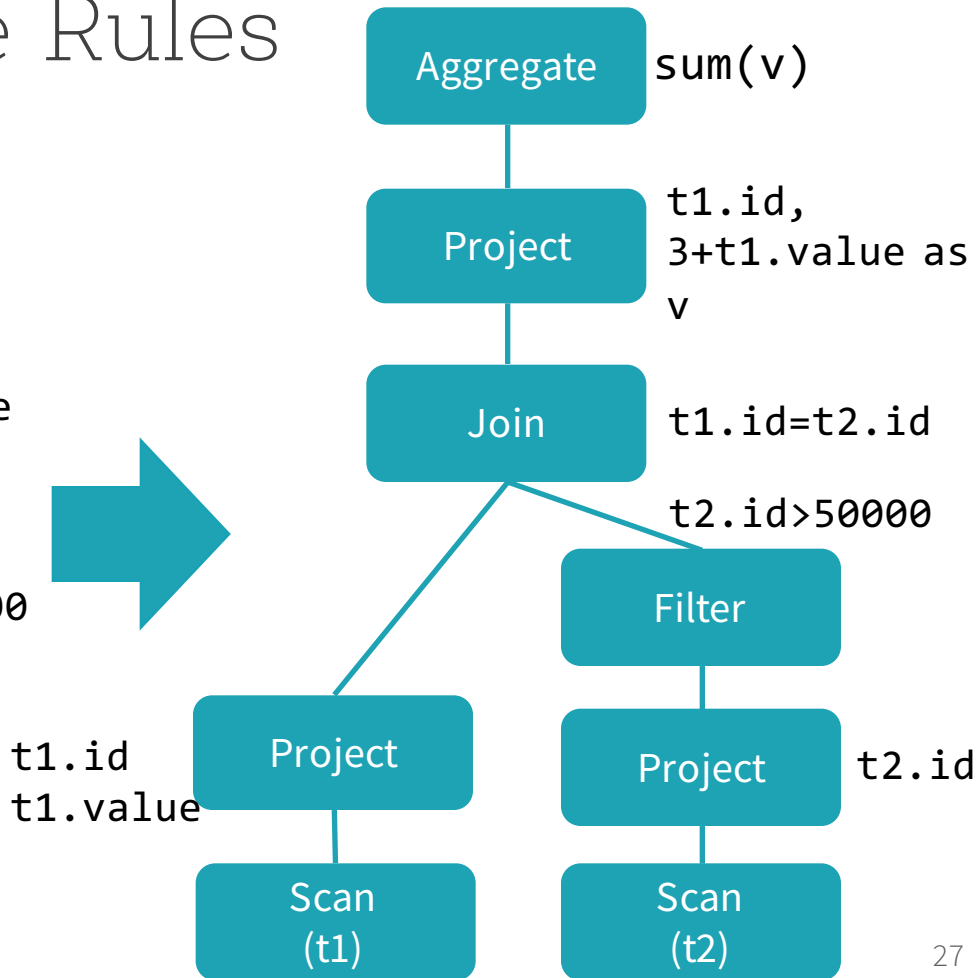 e Rules
Aggregate
sum(v)
Project
t1.id,
3+t1.value as
v
e
Join
t1.id=t2.id
t2.id>50000
00
Filter
t1.id
t1.value
Project
Project
t2.id
Scan
(t1)
Scan
(t2)
27